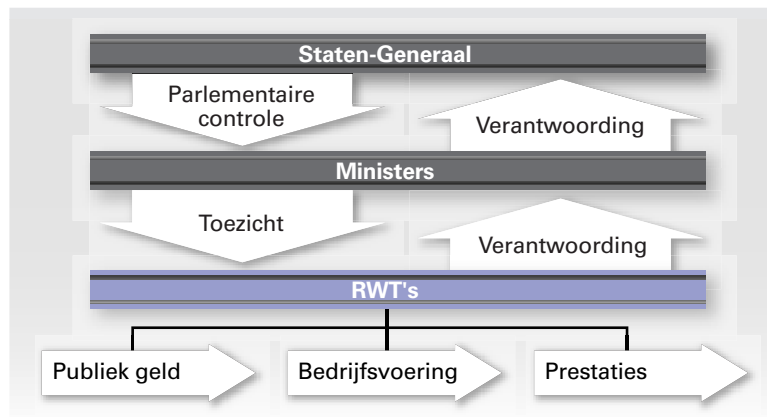 Staten-Generaal
Parlementaire
controle
Verantwoording
Ministers
Toezicht
Verantwoording
RWT's
Publiek geld
Bedrijfsvoering
Prestaties